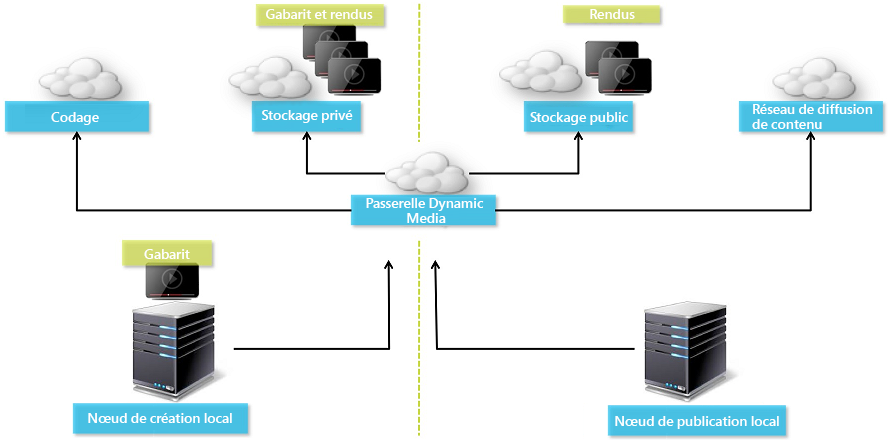 Gabarit et rendus
Rendus
Codage
Stockage privé
Stockage public
Réseau de diffusion
de contenu
Passerelle Dynamic
Media
Gabarit
Nœud de création local
Nœud de publication local